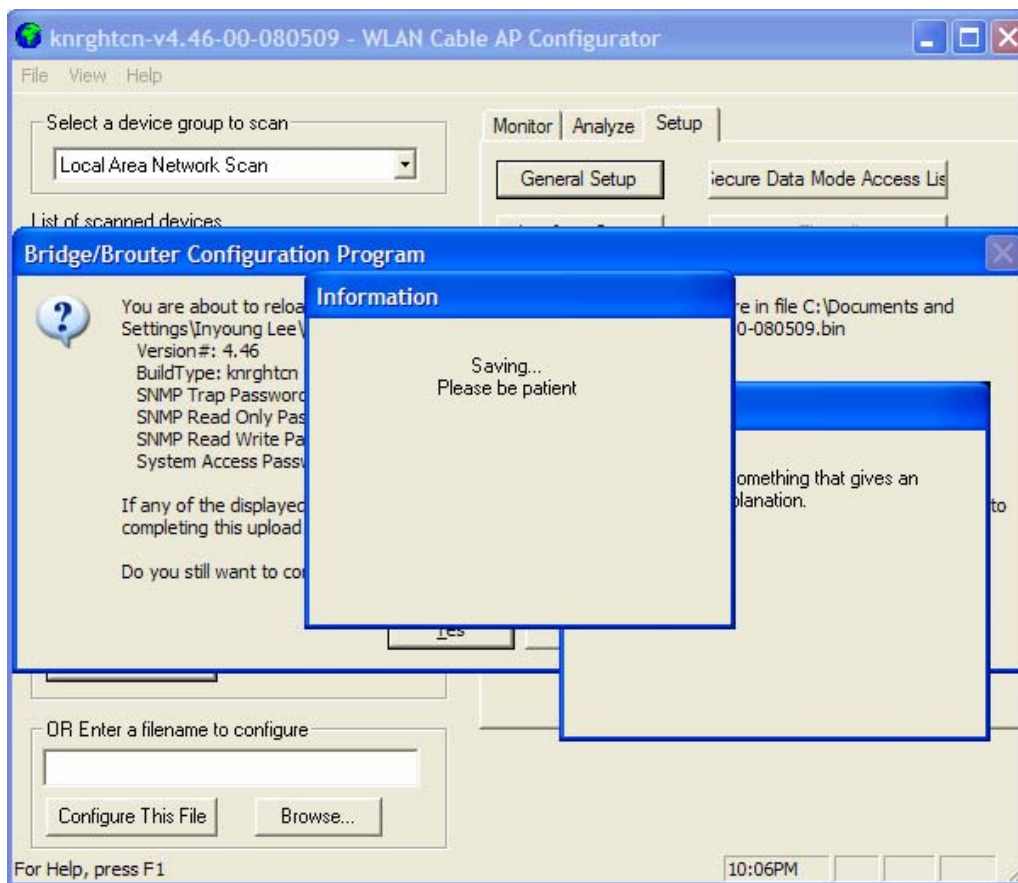 knrghtcn-v4.46-00-080509 - WLAN Cable AP Configurator
File View Help
Select a device group to scan
Local Area Network Scan
List of scanned devices
Monitor Analyze Setup
General Setup
Secure Data Mode Access Lis
Bridge/Brouter Configuration Program
You are about to reloa
re in file C:\Documents and
Settings\Inyoung Lee\
0-080509.bin
Version#: 4.46
BuildType: knrghtcn
SNMP Trap Password
SNMP Read Only Pas
SNMP Read Write Pa
System Access Passw
If any of the displayed
to
completing this upload
Do you still want to con
Yes
Information
Saving...
Please be patient
omething that gives an
planation.
OR Enter a filename to configure
Configure This File
Browse...
For Help, press F1
10:06PM